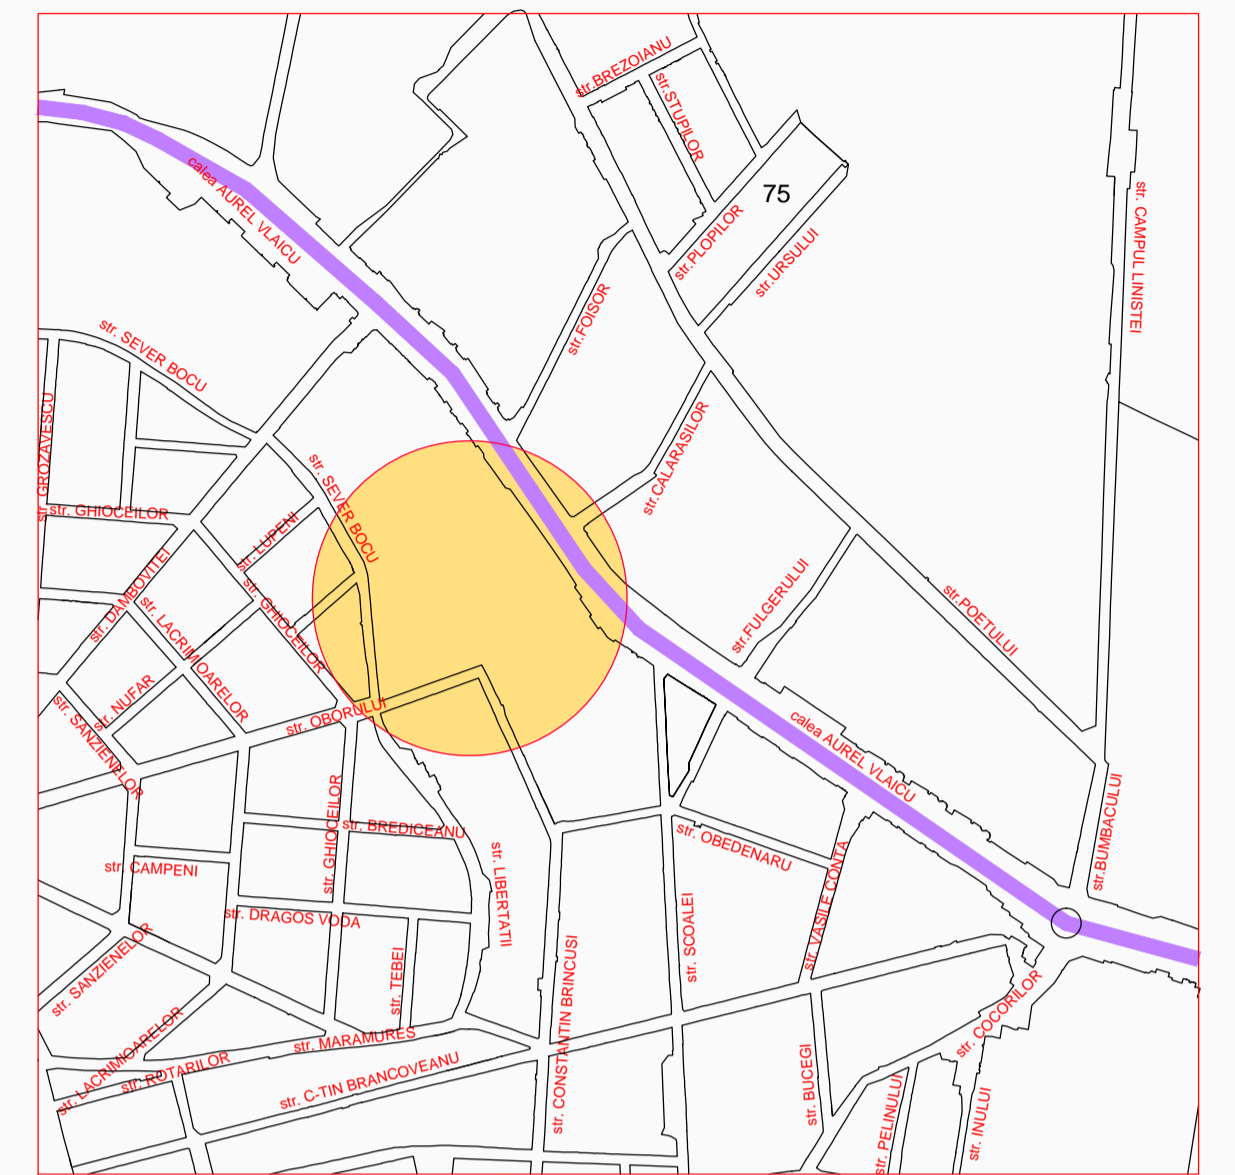 str.BREZOIANU
str.STUPILOR
75
calea AUREL VLAICU
str.PLOPILOR
str.URSULUI
str. CAMPUL LINISTEI
str.FOISOR
str. SEVER BOCU
str. GROZAVESCU
str.CALARASILOR
str. SEVER BOCU
str. GHIOCEILOR
str. LUPENI
str. DAMBOVITEI
str. GHIOCEILOR
str. LACRIMIOARELOR
str.FULGERULUI
str.POETULUI
str. NUFAR
str. SANZIENELOR
str. OBORULUI
calea AUREL VLAICU
str. GHIOCEILOR
str. BREDICEANU
str.BUMBACULUI
str. OBEDENARU
str. CAMPENI
str. LIBERTATII
str. VASILE CONTA
str. DRAGOS VODA
str. SCOALEI
str. SANZIENELOR
str. TEBEI
str. CONSTANTIN BRINCUSI
str. COCORILOR
str. LACRIMIOARELOR
str. MARAMURES
str. ROTARILOR
str. C-TIN BRANCOVEANU
str. BUCEGI
str. PELINULUI
str. INULUI